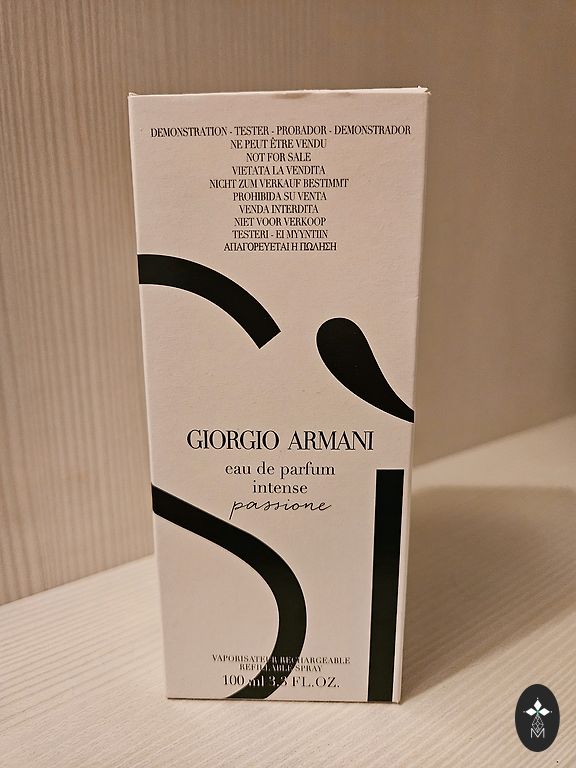 DEMONSTRATION - TESTER - PROBADOR - DEMONSTRADOR
NE PEUT ÊTRE VENDU
NOT FOR SALE
VIETATA LA VENDITA
NICHT ZUM VERKAUF BESTIMMT
PROHIBIDA SU VENTA
VENDA INTERDITA
NIET VOOR VERKOOP
TESTERI - EI MYYNTIIN
ΑΠΑΓΟΡΕΥΕΤΑΙ Η ΠΩΛΗΣΗ
SÌ
GIORGIO ARMANI
eau de parfum
intense
passione
VAPORISATEUR RECHARGEABLE
REFILLABLE SPRAY
100 ml 3.3 FL.OZ.
M